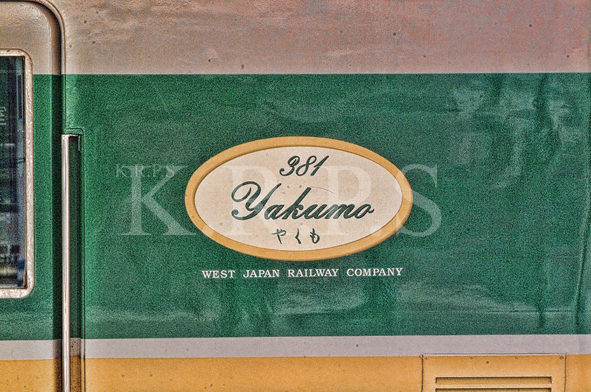 K.R.P.S
K.R.P.S
381
Yakumo
やくも
WEST JAPAN RAILWAY COMPANY